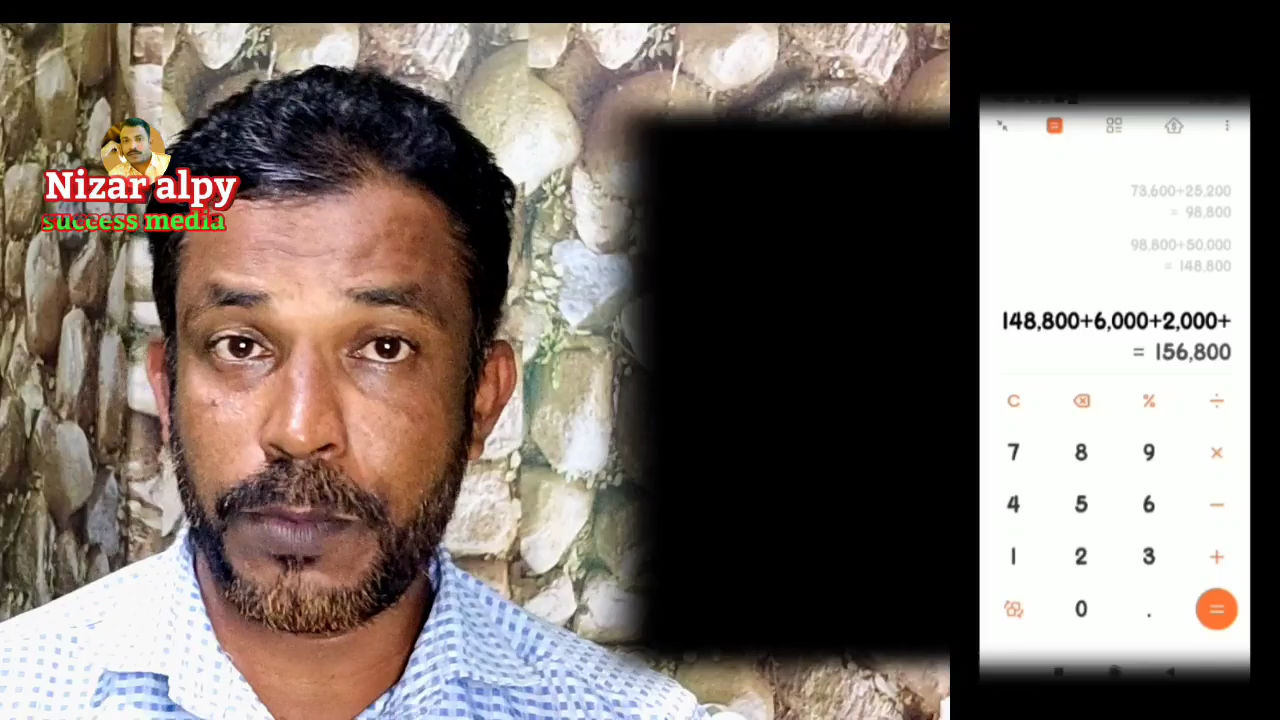 Nizar alpy
success media
73,600+25,200
= 98,800
98,800+50,000
= 148,800
148,800+6,000+2,000+
= 156,800
C % ÷
7 8 9 ×
4 5 6 −
1 2 3 +
0 . =